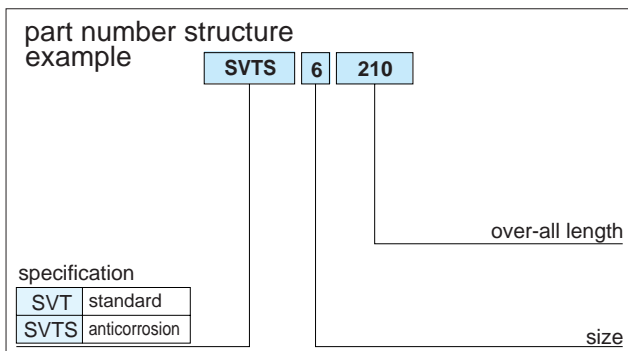 part number structure
example
SVTS 6 210
over-all length
specification
SVT standard
SVTS anticorrosion
size